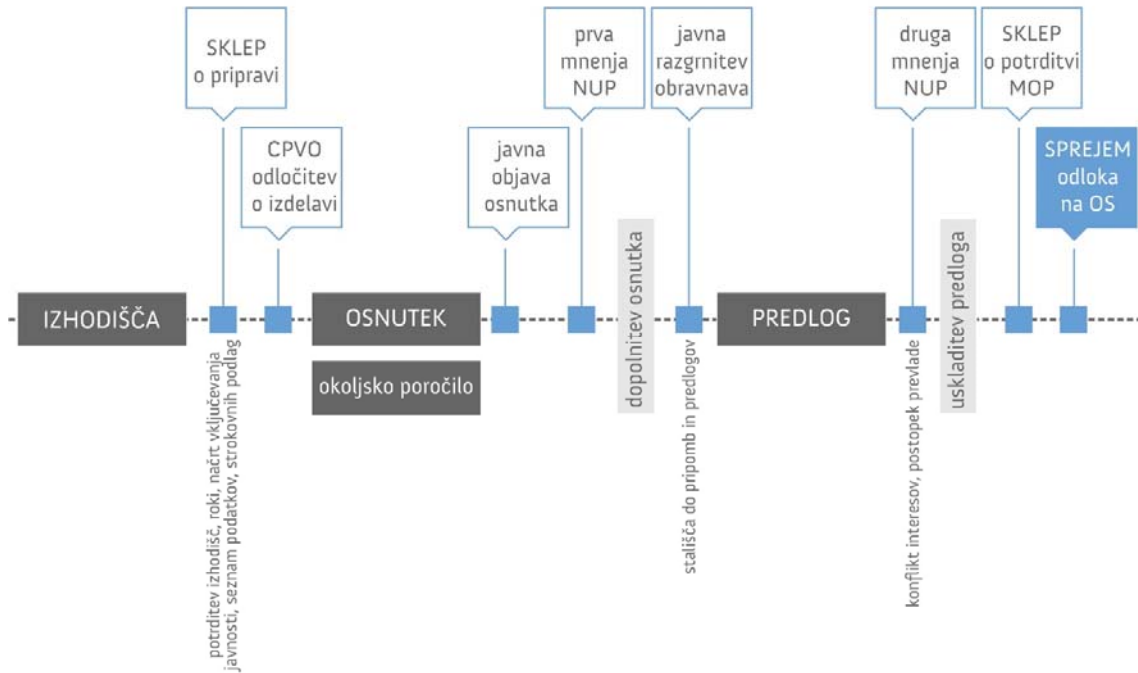 SKLEP
o pripravi
CPVO
odločitev
o izdelavi
javna
objava
osnutka
prva
mnenja
NUP
javna
razgrnitev
obravnava
druga
mnenja
NUP
SKLEP
o potrditvi
MOP
SPREJEM
odloka
na OS
IZHODIŠČA
OSNUTEK
okoljsko poročilo
dopolnitev osnutka
PREDLOG
uskladitev predloga
potrditev izhodišč, roki, načrt vključevanja
javnosti, seznam podatkov, strokovnih podlag
stališča do pripomb in predlogov
konflikt interesov, postopek prevlade